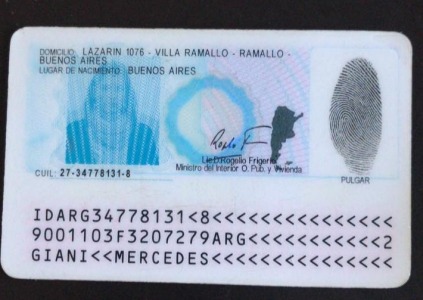 DOMICILIO: LAZARIN 1076 - VILLA RAMALLO - RAMALLO -
BUENOS AIRES
LUGAR DE NACIMIENTO: BUENOS AIRES
Lic.D.Rogelio Frigerio
Ministro del Interior O. Pub. y Vivienda
CUIL: 27-34778131-8
PULGAR
IDARG34778131<8<<<<<<<<<<<<<<<
9001103F3207279ARG<<<<<<<<<<<2
GIANI<<MERCEDES<<<<<<<<<<<<<<<